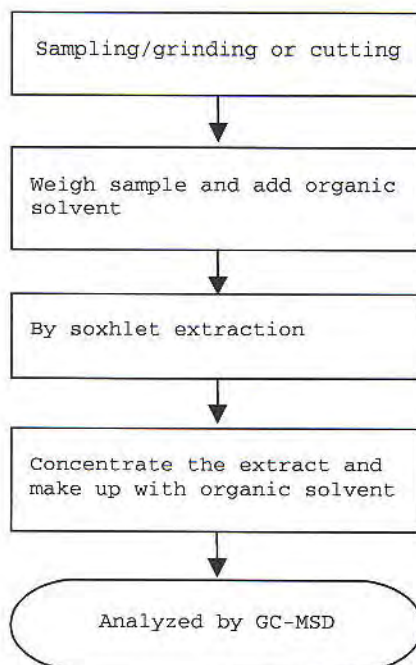 Sampling/grinding or cutting
Weigh sample and add organic
solvent
By soxhlet extraction
Concentrate the extract and
make up with organic solvent
Analyzed by GC-MSD